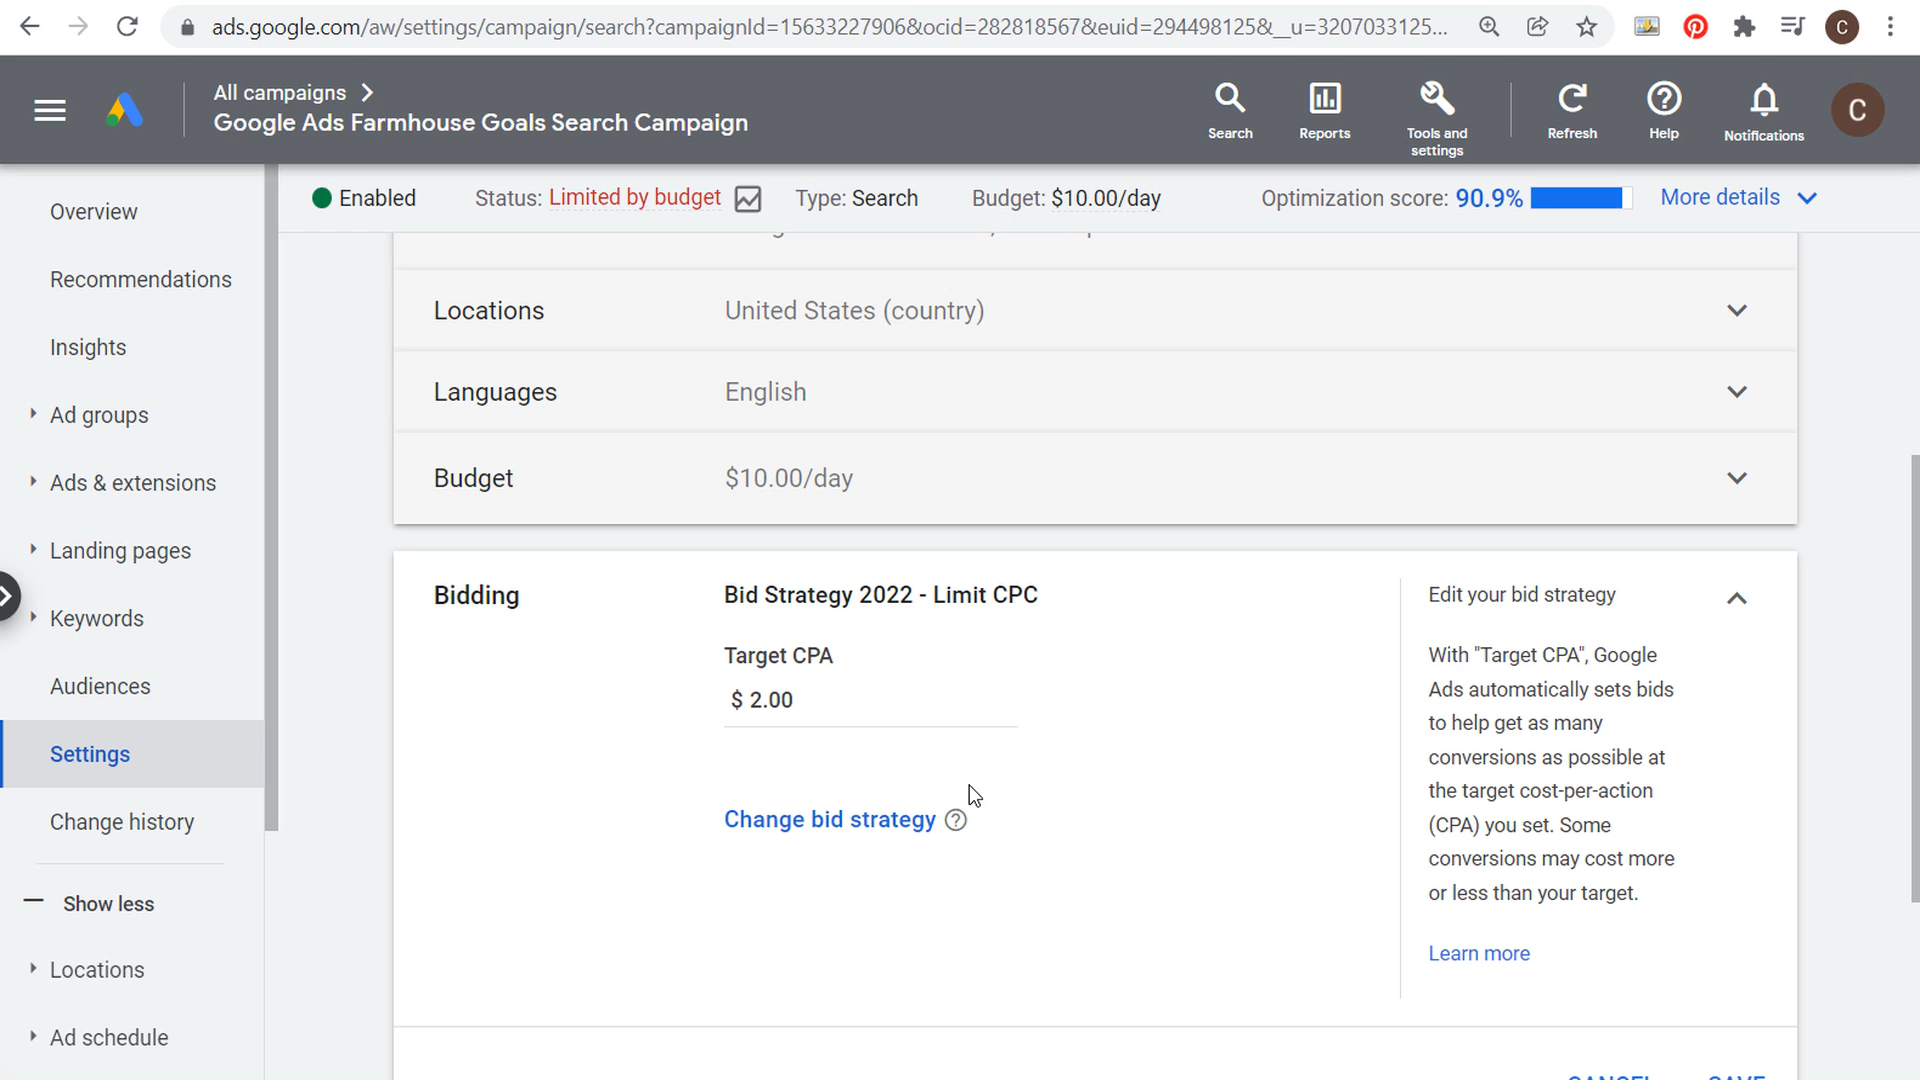 ads.google.com/aw/settings/campaign/search?campaignId=15633227906&ocid=282818567&euid=294498125&__u=3207033125...
C
All campaigns
Google Ads Farmhouse Goals Search Campaign
Search
Reports
Tools and
settings
Refresh
Help
Notifications
C
Enabled
Status: Limited by budget
Type: Search
Budget: $10.00/day
Optimization score: 90.9%
More details
Overview
Recommendations
Insights
Ad groups
Ads & extensions
Landing pages
Keywords
Audiences
Settings
Change history
Show less
Locations
Ad schedule
Locations
United States (country)
Languages
English
Budget
$10.00/day
Bidding
Bid Strategy 2022 - Limit CPC
Target CPA
$ 2.00
Change bid strategy
Edit your bid strategy
With "Target CPA", Google
Ads automatically sets bids
to help get as many
conversions as possible at
the target cost-per-action
(CPA) you set. Some
conversions may cost more
or less than your target.
Learn more
CANCEL
SAVE